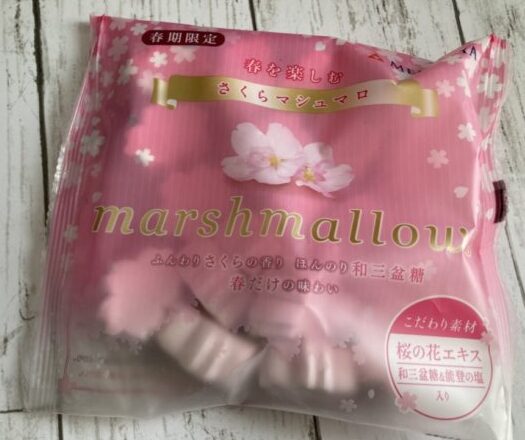 春期限定
春を楽しむ
さくらマシュマロ
marshmallow
ふんわりさくらの香り ほんのり和三盆糖
春だけの味わい
こだわり素材
桜の花エキス
和三盆糖&能登の塩
入り